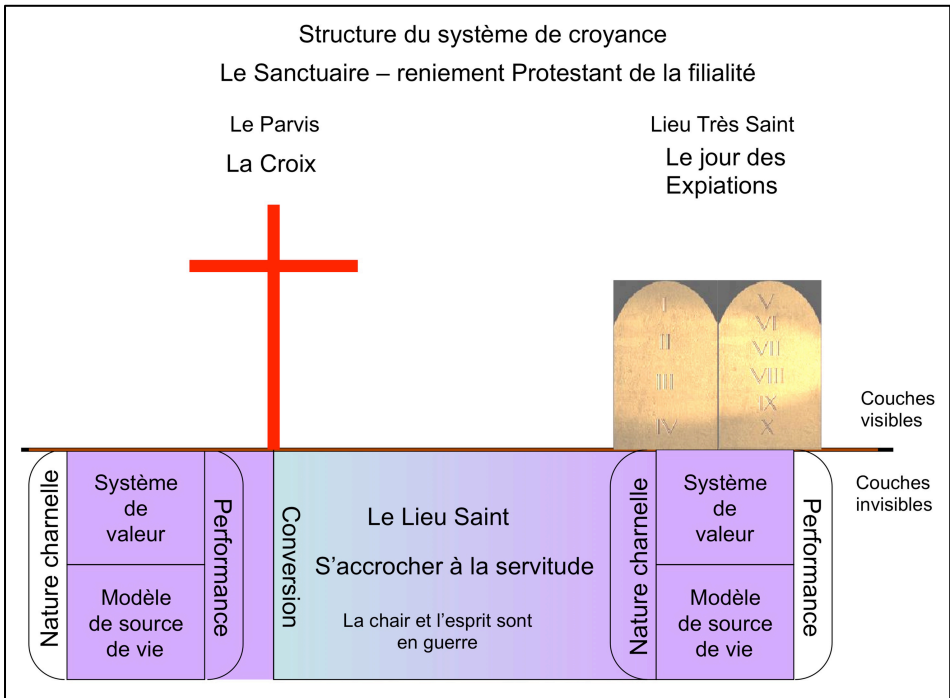 Structure du système de croyance
Le Sanctuaire – reniement Protestant de la filialité
Le Parvis
La Croix
Lieu Très Saint
Le jour des
Expiations
I
II
III
IV
V
VI
VII
VIII
IX
X
Couches
visibles
Couches
invisibles
Nature charnelle
Système
de
valeur
Modèle
de source
de vie
Performance
Conversion
Le Lieu Saint
S'accrocher à la servitude
La chair et l'esprit sont
en guerre
Nature charnelle
Système
de
valeur
Modèle
de source
de vie
Performance